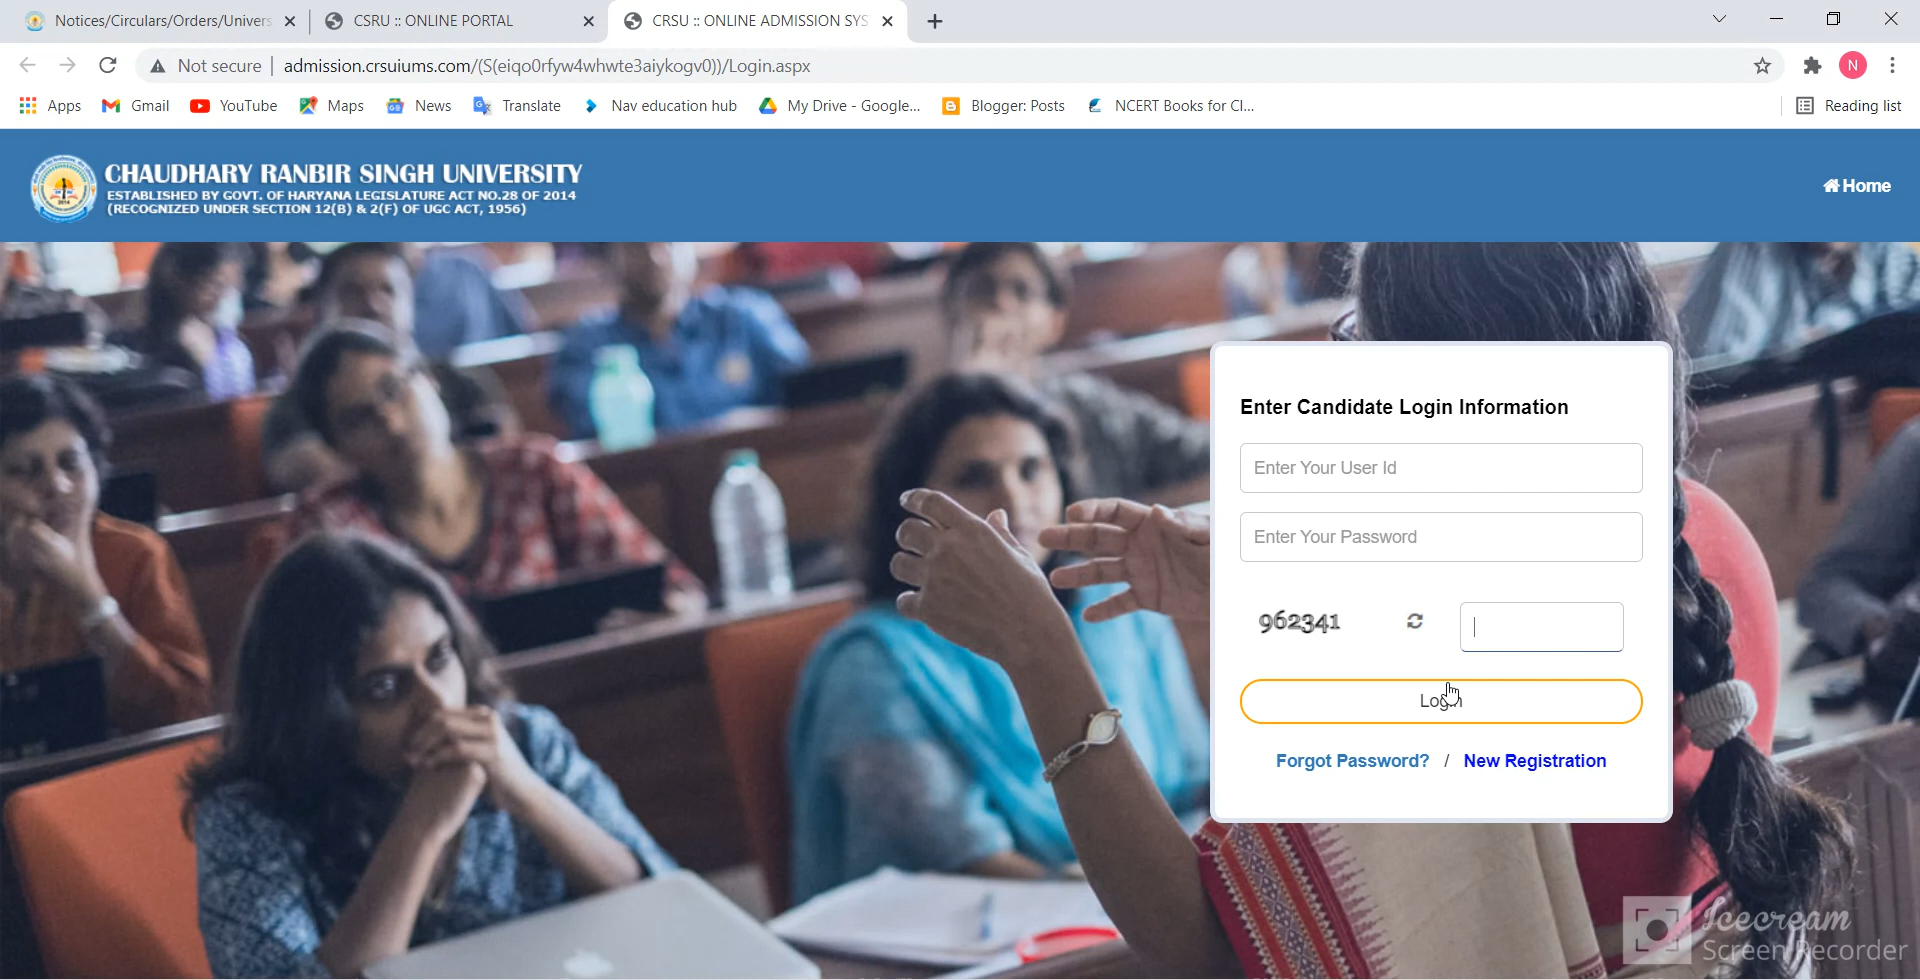 Notices/Circulars/Orders/Univers
CSRU :: ONLINE PORTAL
CRSU :: ONLINE ADMISSION SYS
Not secure
admission.crsuiums.com/(S(eiqo0rfyw4whwte3aiykogv0))/Login.aspx
N
Apps
Gmail
YouTube
Maps
News
Translate
Nav education hub
My Drive - Google...
Blogger: Posts
NCERT Books for Cl...
Reading list
CHAUDHARY RANBIR SINGH UNIVERSITY
ESTABLISHED BY GOVT. OF HARYANA LEGISLATURE ACT NO.28 OF 2014
(RECOGNIZED UNDER SECTION 12(B) & 2(F) OF UGC ACT, 1956)
Home
Enter Candidate Login Information
Enter Your User Id
Enter Your Password
962341
Login
Forgot Password? / New Registration
Icecream
Screen Recorder